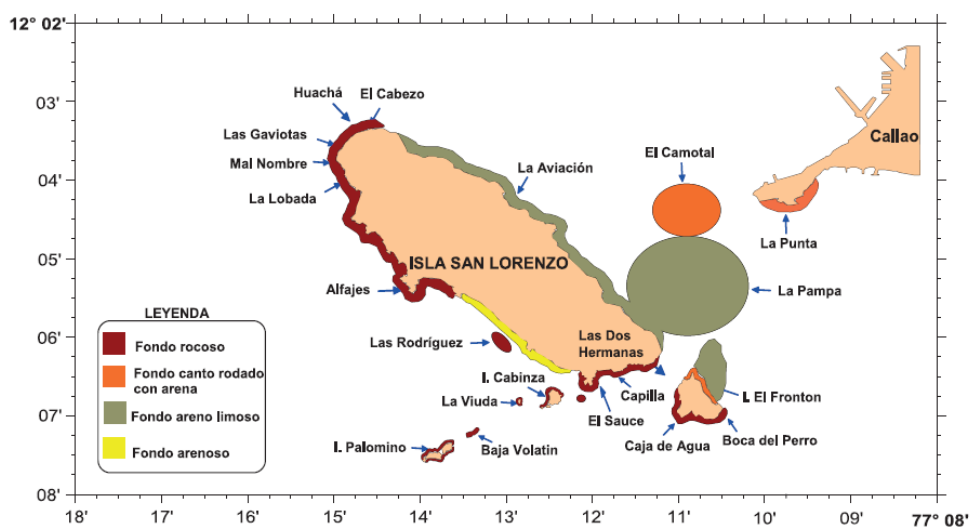 12° 02'
03'
04'
05'
06'
07'
08'
18'
17'
16'
15'
14'
13'
12'
11'
10'
09'
77° 08'
Huachá
El Cabezo
Las Gaviotas
Mal Nombre
La Lobada
La Aviación
El Camotal
Callao
La Punta
ISLA SAN LORENZO
Alfajes
La Pampa
Las Rodríguez
Las Dos
Hermanas
I. Cabinza
La Viuda
Capilla
El Sauce
I. El Fronton
Caja de Agua
Boca del Perro
I. Palomino
Baja Volatin
LEYENDA
Fondo rocoso
Fondo canto rodado
con arena
Fondo areno limoso
Fondo arenoso